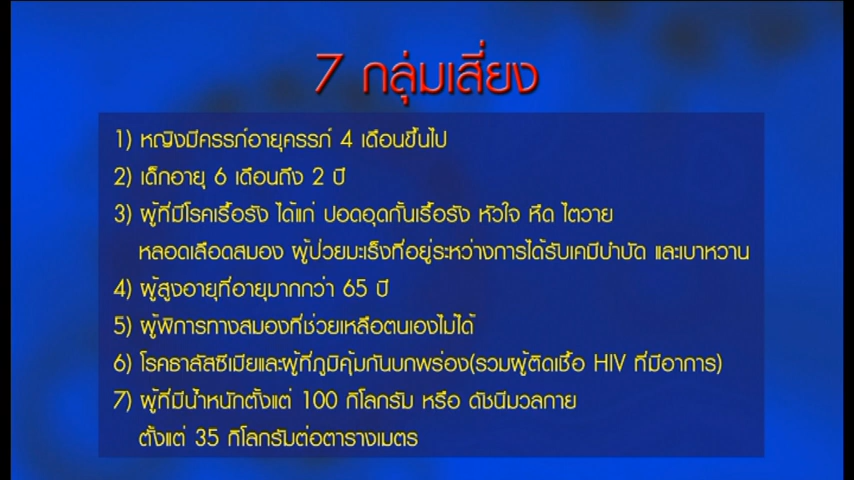 7 กลุ่มเสี่ยง
1) หญิงมีครรภ์อายุครรภ์ 4 เดือนขึ้นไป
2) เด็กอายุ 6 เดือนถึง 2 ปี
3) ผู้ที่มีโรคเรื้อรัง ได้แก่ ปอดอุดกั้นเรื้อรัง หัวใจ หืด ไตวาย
หลอดเลือดสมอง ผู้ป่วยมะเร็งที่อยู่ระหว่างการได้รับเคมีบำบัด และเบาหวาน
4) ผู้สูงอายุที่อายุมากกว่า 65 ปี
5) ผู้พิการทางสมองที่ช่วยเหลือตนเองไม่ได้
6) โรคธาลัสซีเมียและผู้ที่ภูมิคุ้มกันบกพร่อง(รวมผู้ติดเชื้อ HIV ที่มีอาการ)
7) ผู้ที่มีน้ำหนักตั้งแต่ 100 กิโลกรัม หรือ ดัชนีมวลกาย
ตั้งแต่ 35 กิโลกรัมต่อตารางเมตร